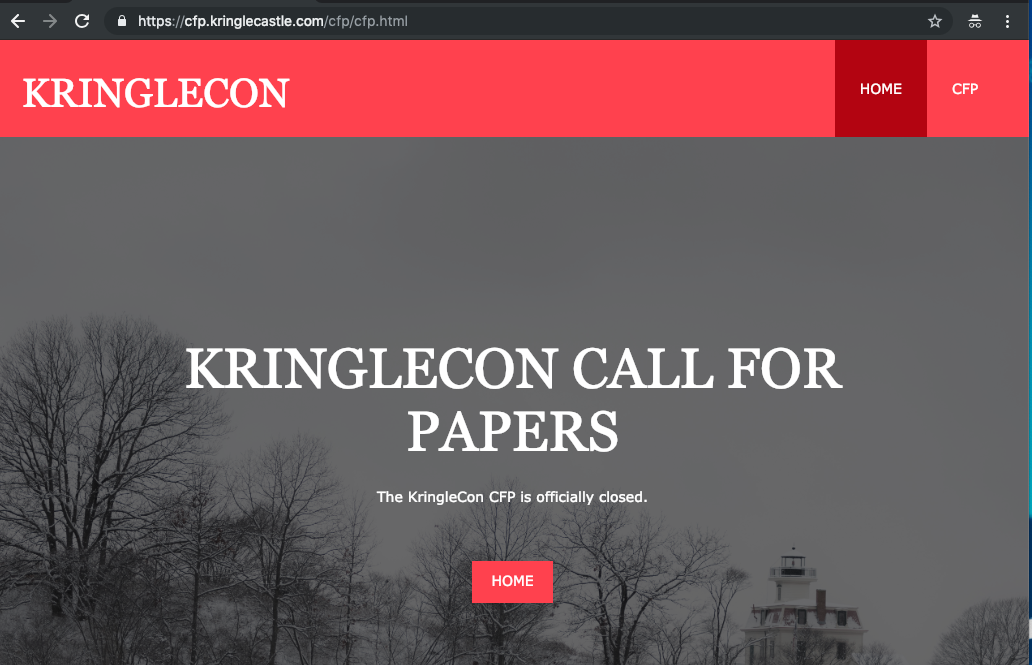 https://cfp.kringlecastle.com/cfp/cfp.html
KRINGLECON
HOME
CFP
KRINGLECON CALL FOR
PAPERS
The KringleCon CFP is officially closed.
HOME